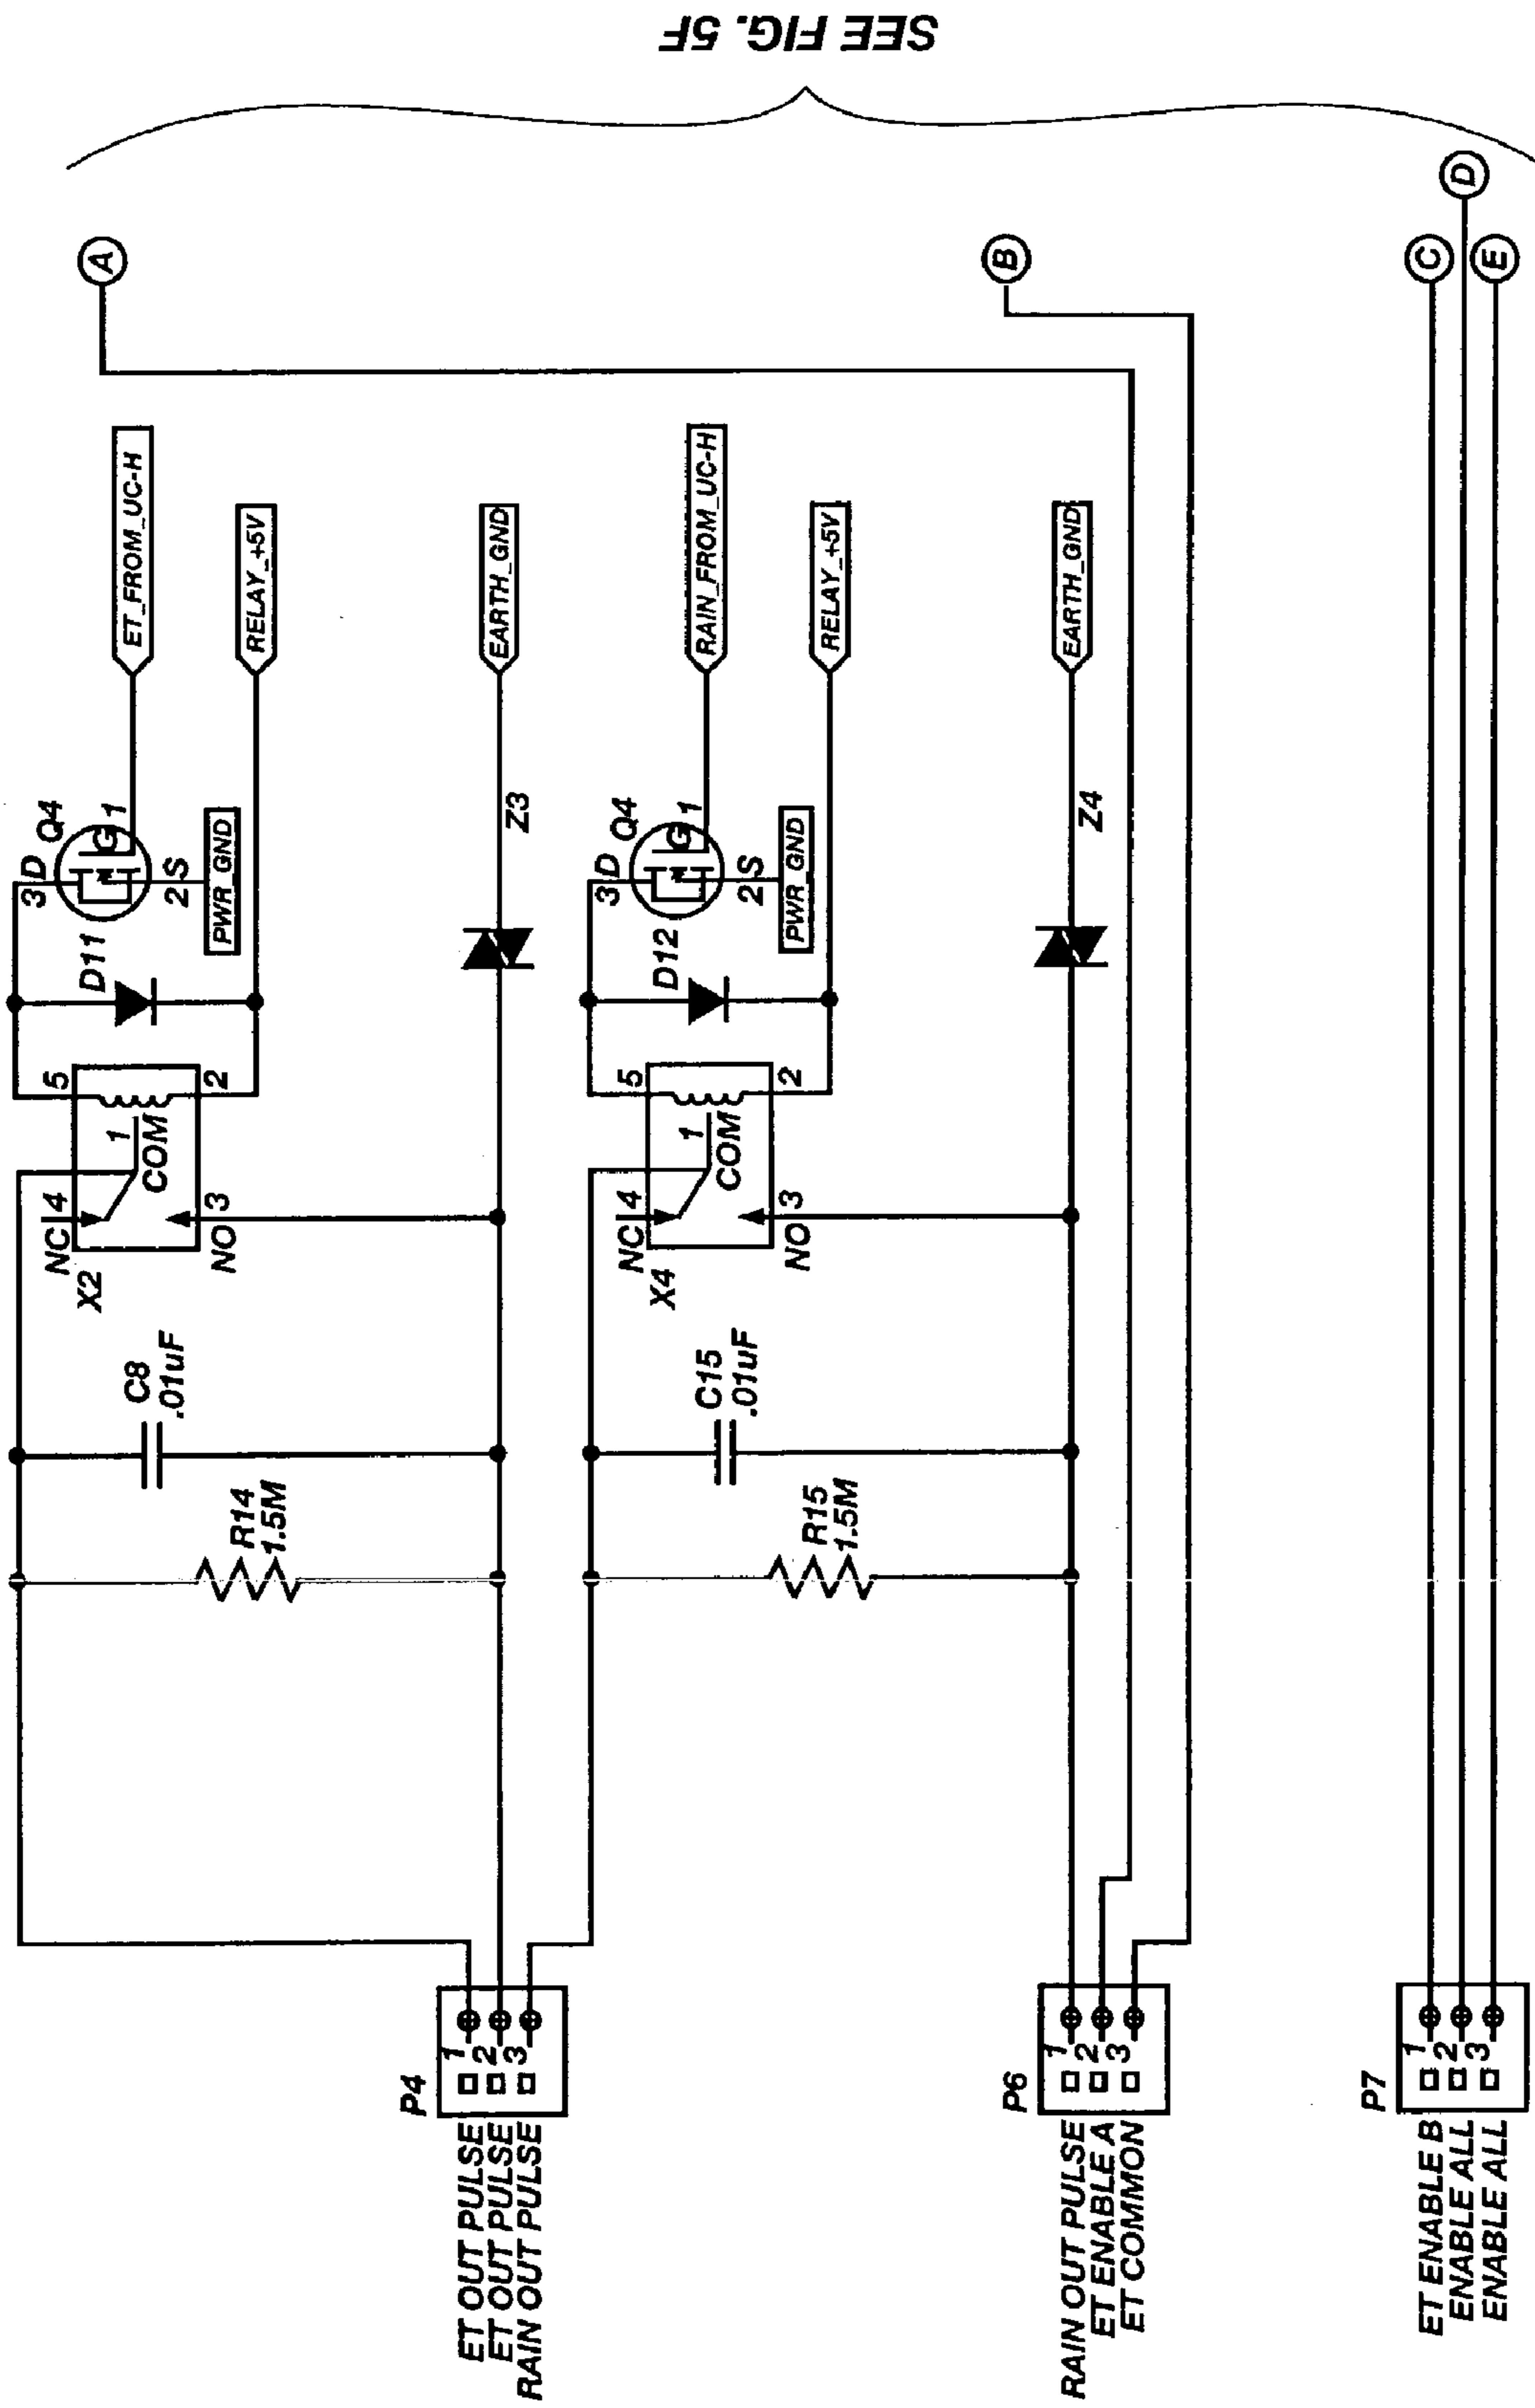 SEE FIG. 5F
A
B
C
D
E
ET_FROM_UC-H
RELAY_+5V
EARTH_GND
RAIN_FROM_UC-H
RELAY_+5V
EARTH_GND
Q4
3 D
G 1
2 S
PWR_GND
D11
Z3
5
2
1
COM
NC 4
NO 3
X2
C8
.01uF
R14
1.5M
Q4
3 D
G 1
2 S
PWR_GND
D12
Z4
5
2
1
COM
NC 4
NO 3
X4
C15
.01uF
R15
1.5M
P4
1
2
3
ET OUT PULSE
ET OUT PULSE
RAIN OUT PULSE
P6
1
2
3
RAIN OUT PULSE
ET ENABLE A
ET COMMON
P7
1
2
3
ET ENABLE B
ENABLE ALL
ENABLE ALL